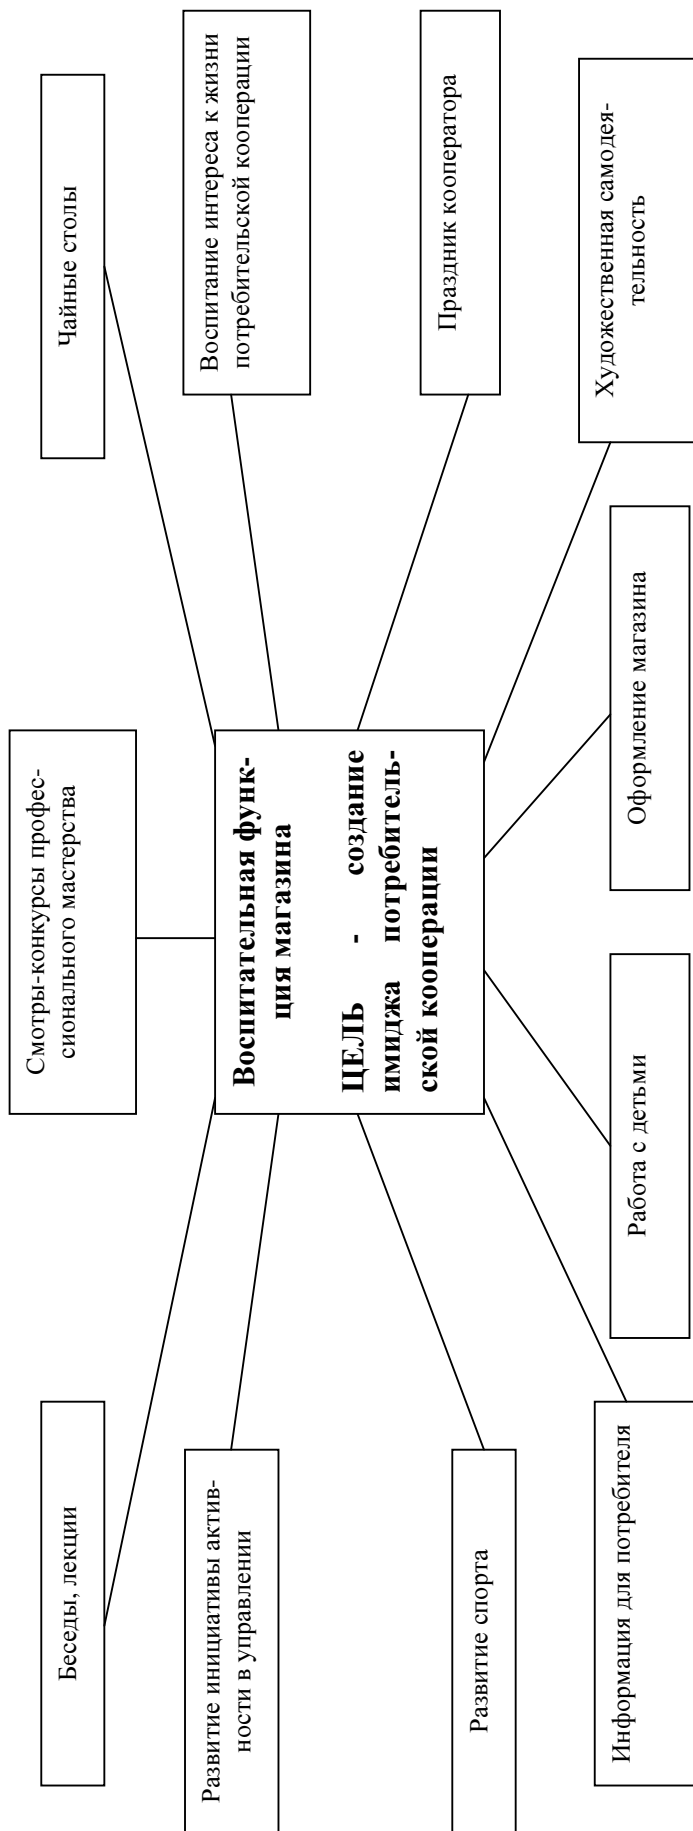 Беседы, лекции
Смотры-конкурсы профес-
сионального мастерства
Чайные столы
Развитие инициативы актив-
ности в управлении
Воспитательная функ-
ция магазина
ЦЕЛЬ - создание
имиджа потребитель-
ской кооперации
Воспитание интереса к жизни
потребительской кооперации
Развитие спорта
Праздник кооператора
Информация для потребителя
Работа с детьми
Оформление магазина
Художественная самодея-
тельность